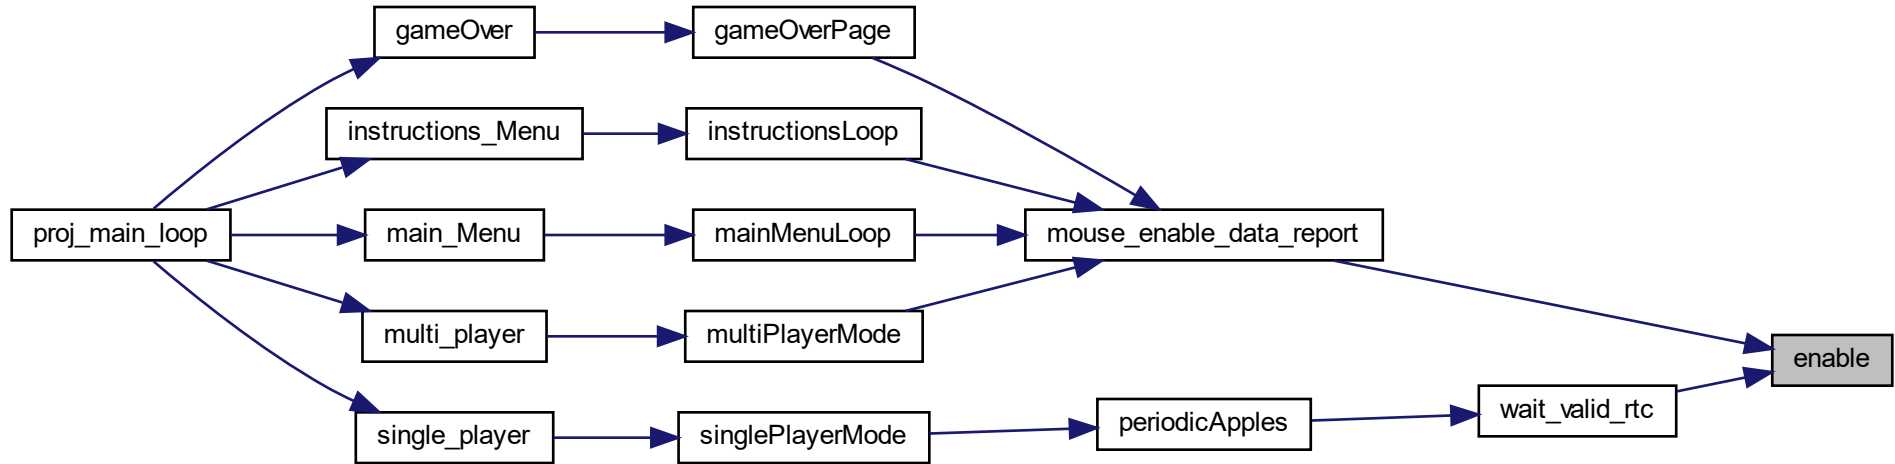 gameOver
gameOverPage
instructions_Menu
instructionsLoop
proj_main_loop
main_Menu
mainMenuLoop
mouse_enable_data_report
multi_player
multiPlayerMode
enable
single_player
singlePlayerMode
periodicApples
wait_valid_rtc